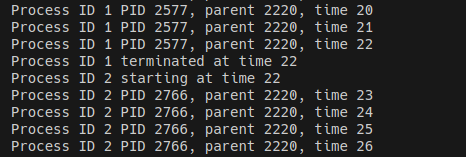 Process ID 1 PID 2577, parent 2220, time 20
Process ID 1 PID 2577, parent 2220, time 21
Process ID 1 PID 2577, parent 2220, time 22
Process ID 1 terminated at time 22
Process ID 2 starting at time 22
Process ID 2 PID 2766, parent 2220, time 23
Process ID 2 PID 2766, parent 2220, time 24
Process ID 2 PID 2766, parent 2220, time 25
Process ID 2 PID 2766, parent 2220, time 26